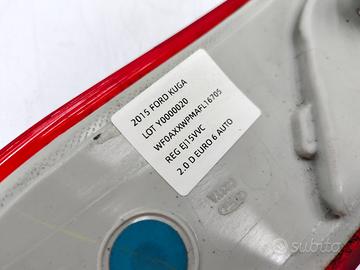 2015 FORD KUGA
LOT Y0000020
WF0AXXWPMAFL16705
REG EJ15VVC
2.0 D EURO 6 AUTO
subito